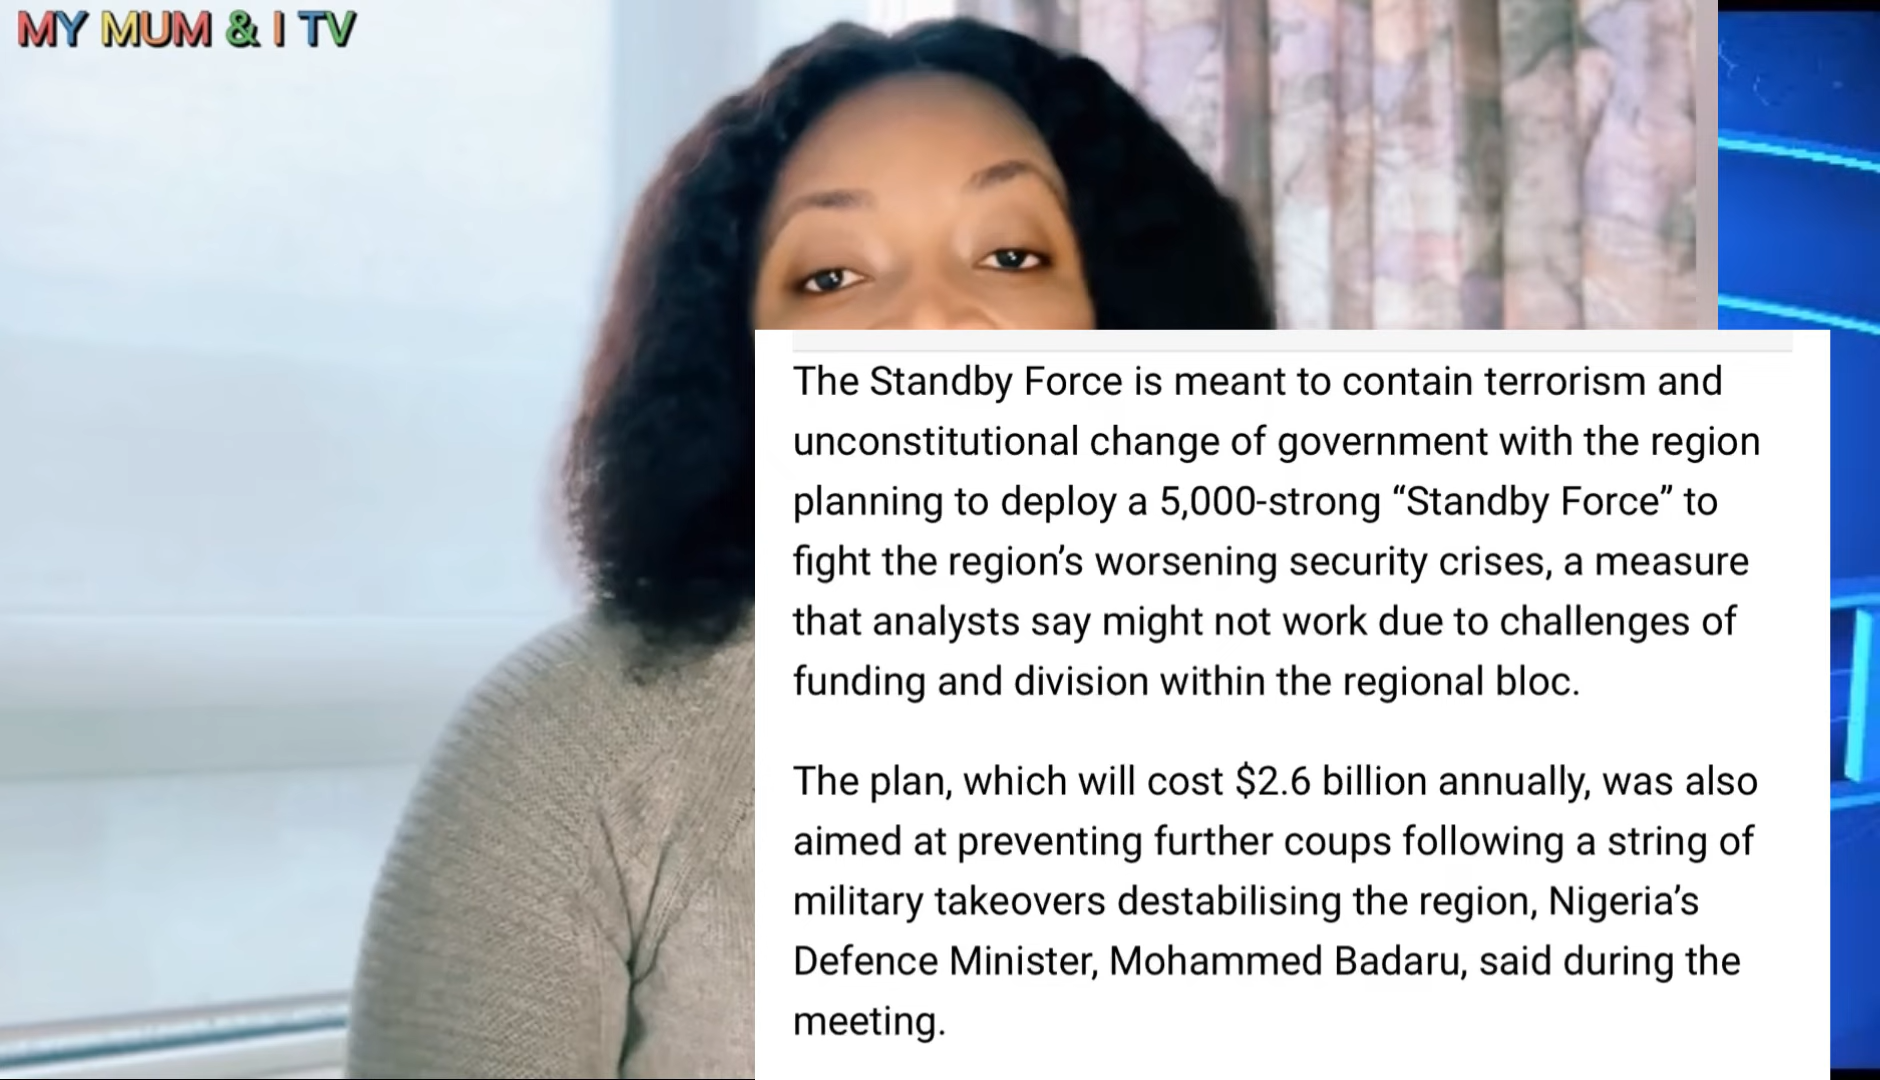 MY MUM & I TV
The Standby Force is meant to contain terrorism and
unconstitutional change of government with the region
planning to deploy a 5,000-strong “Standby Force” to
fight the region’s worsening security crises, a measure
that analysts say might not work due to challenges of
funding and division within the regional bloc.
The plan, which will cost $2.6 billion annually, was also
aimed at preventing further coups following a string of
military takeovers destabilising the region, Nigeria’s
Defence Minister, Mohammed Badaru, said during the
meeting.